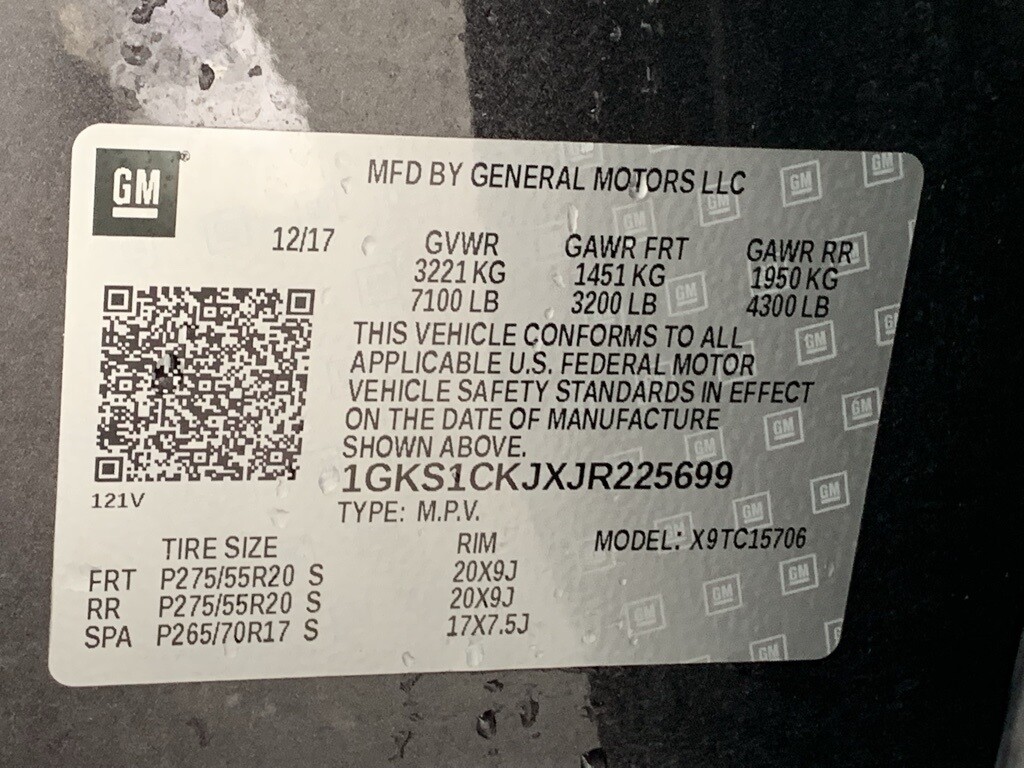 GM
MFD BY GENERAL MOTORS LLC
12/17 GVWR GAWR FRT GAWR RR
3221 KG 1451 KG 1950 KG
7100 LB 3200 LB 4300 LB
THIS VEHICLE CONFORMS TO ALL
APPLICABLE U.S. FEDERAL MOTOR
VEHICLE SAFETY STANDARDS IN EFFECT
ON THE DATE OF MANUFACTURE
SHOWN ABOVE.
1GKS1CKJXJR225699
121V
TYPE: M.P.V.
MODEL: X9TC15706
TIRE SIZE RIM
FRT P275/55R20 S 20X9J
RR P275/55R20 S 20X9J
SPA P265/70R17 S 17X7.5J